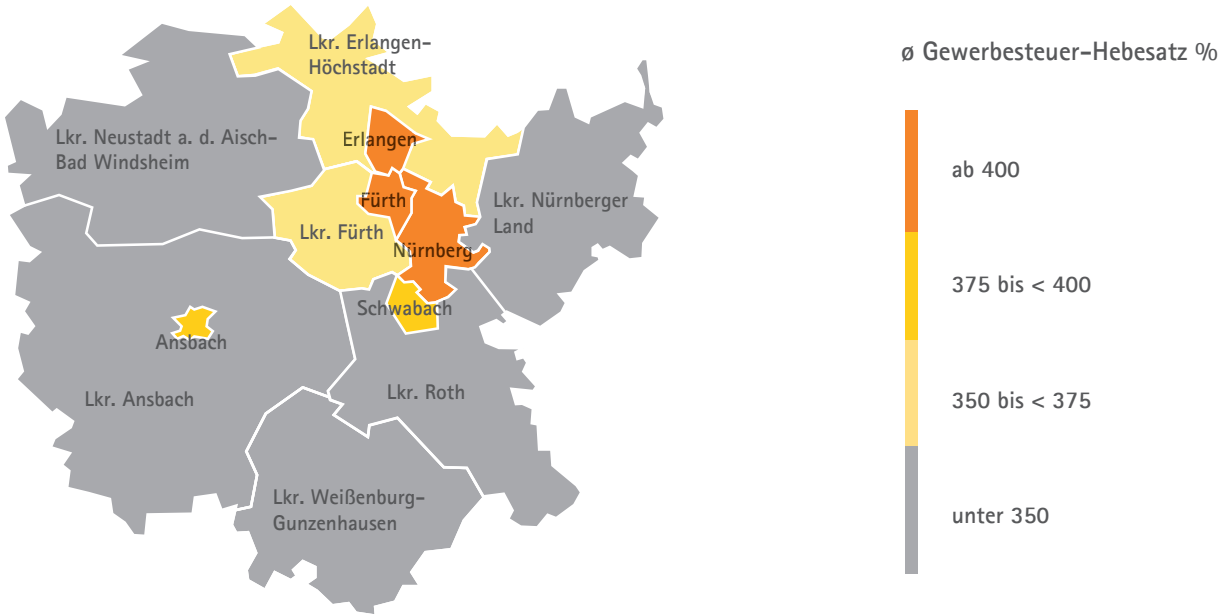 Lkr. Erlangen-
Höchstadt
Erlangen
Lkr. Neustadt a. d. Aisch-
Bad Windsheim
Fürth
Lkr. Nürnberger
Land
Lkr. Fürth
Nürnberg
Schwabach
Ansbach
Lkr. Ansbach
Lkr. Roth
Lkr. Weißenburg-
Gunzenhausen
ø Gewerbesteuer-Hebesatz %
ab 400
375 bis < 400
350 bis < 375
unter 350